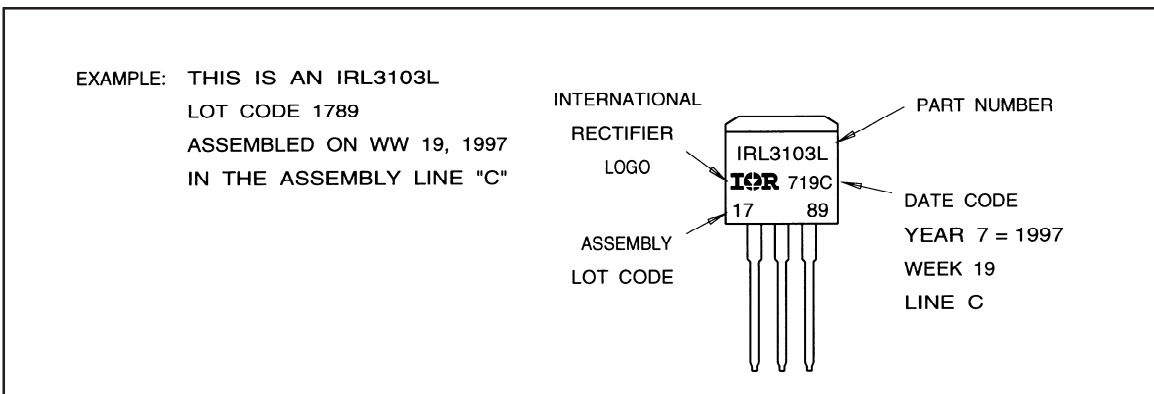 EXAMPLE: THIS IS AN IRL3103L
LOT CODE 1789
ASSEMBLED ON WW 19, 1997
IN THE ASSEMBLY LINE "C"
INTERNATIONAL
RECTIFIER
LOGO
ASSEMBLY
LOT CODE
IRL3103L
IOR 719C
17 89
PART NUMBER
DATE CODE
YEAR 7 = 1997
WEEK 19
LINE C